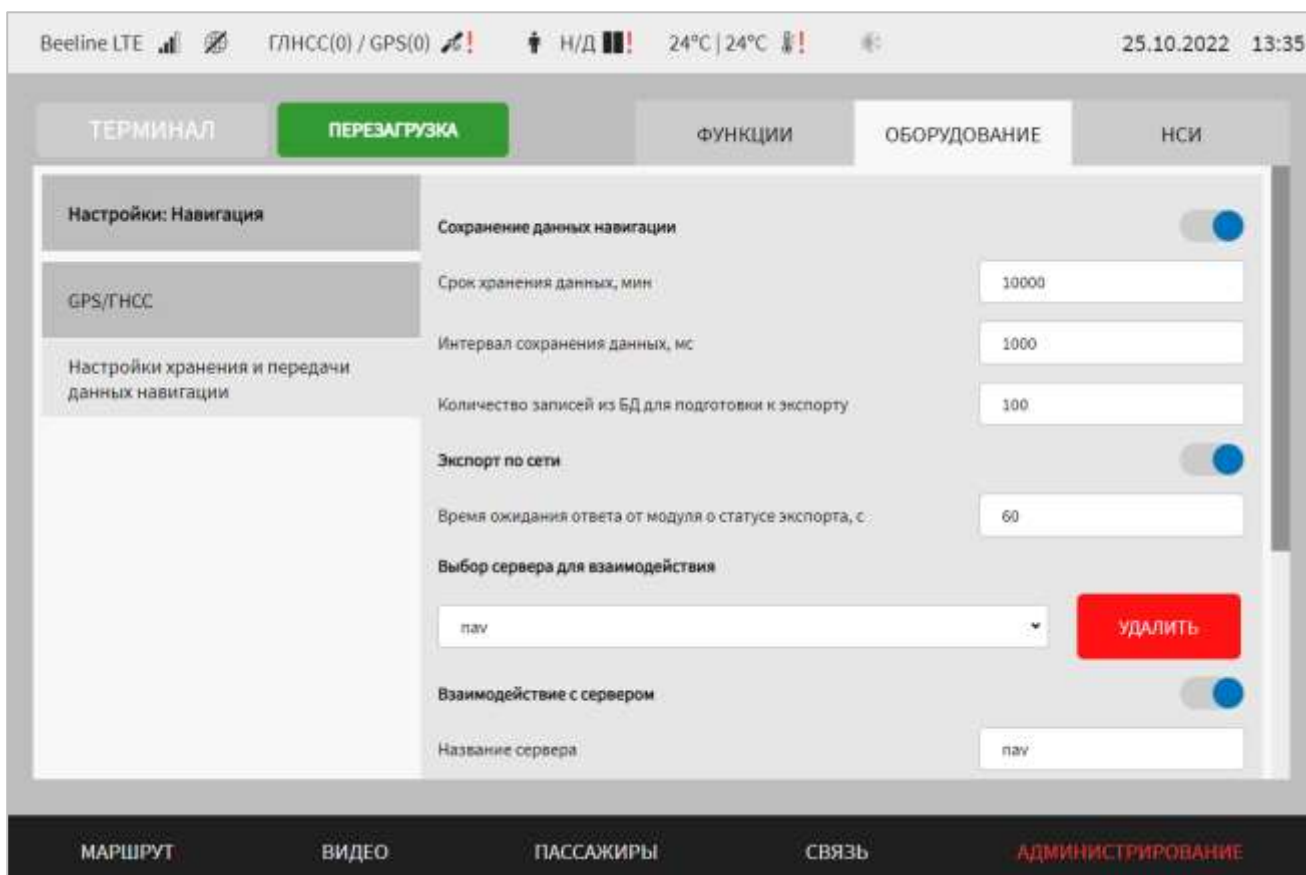 Beeline LTE ГЛНСС(0) / GPS(0) ! Н/Д ! 24°C | 24°C ! 25.10.2022 13:35
ТЕРМИНАЛ ПЕРЕЗАГРУЗКА ФУНКЦИИ ОБОРУДОВАНИЕ НСИ
Настройки: Навигация
GPS/ГНСС
Настройки хранения и передачи
данных навигации
Сохранение данных навигации
Срок хранения данных, мин 10000
Интервал сохранения данных, мс 1000
Количество записей из БД для подготовки к экспорту 100
Экспорт по сети
Время ожидания ответа от модуля о статусе экспорта, с 60
Выбор сервера для взаимодействия
nav УДАЛИТЬ
Взаимодействие с сервером
Название сервера nav
МАРШРУТ ВИДЕО ПАССАЖИРЫ СВЯЗЬ АДМИНИСТРИРОВАНИЕ